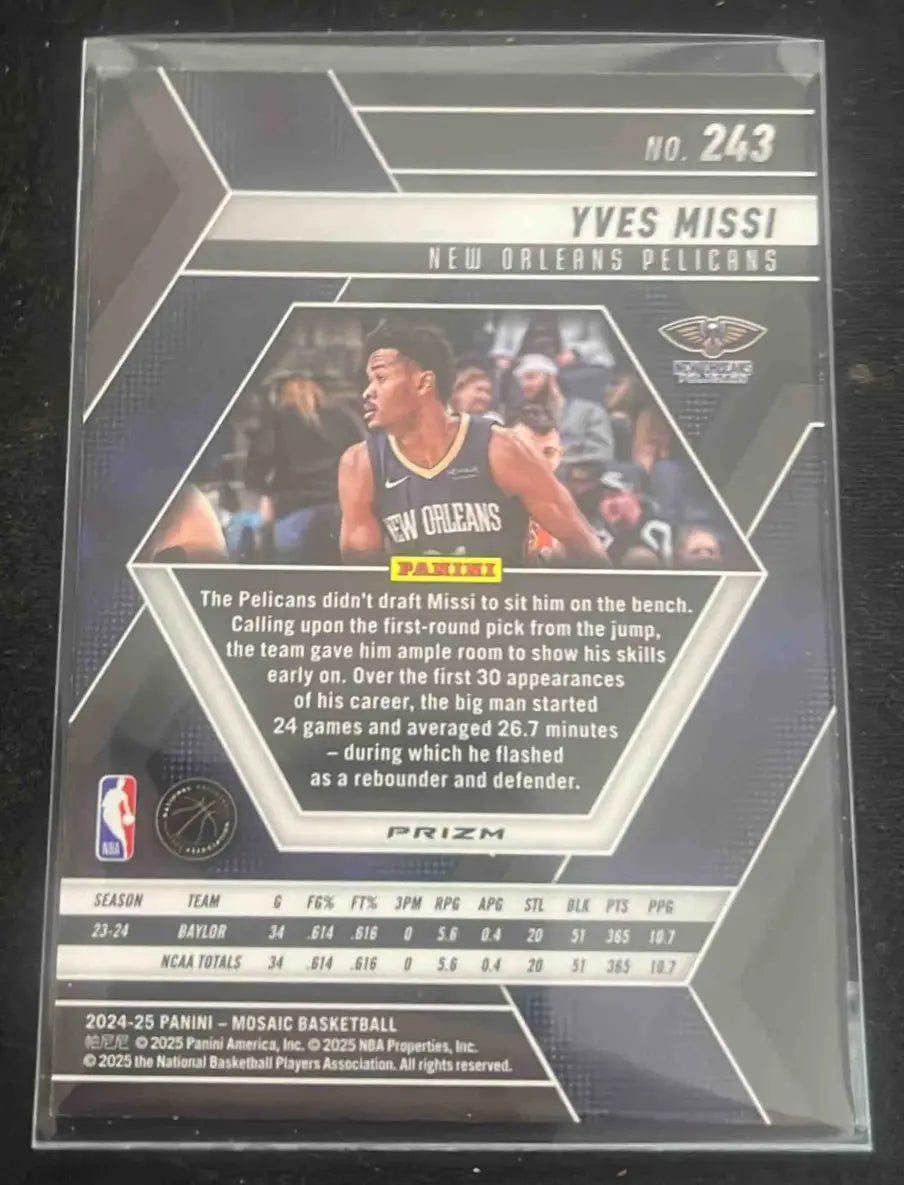 NO. 243
YVES MISSI
NEW ORLEANS PELICANS
NEW ORLEANS
PANINI
The Pelicans didn't draft Missi to sit him on the bench.
Calling upon the first-round pick from the jump,
the team gave him ample room to show his skills
early on. Over the first 30 appearances
of his career, the big man started
24 games and averaged 26.7 minutes
– during which he flashed
as a rebounder and defender.
PRIZM
NBA
SEASON TEAM G FG% FT% 3PM RPG APG STL BLK PTS PPG
23-24 BAYLOR 34 .614 .616 0 5.6 0.4 20 51 365 10.7
NCAA TOTALS 34 .614 .616 0 5.6 0.4 20 51 365 10.7
2024-25 PANINI – MOSAIC BASKETBALL
帕尼尼 © 2025 Panini America, Inc. © 2025 NBA Properties, Inc.
© 2025 the National Basketball Players Association. All rights reserved.